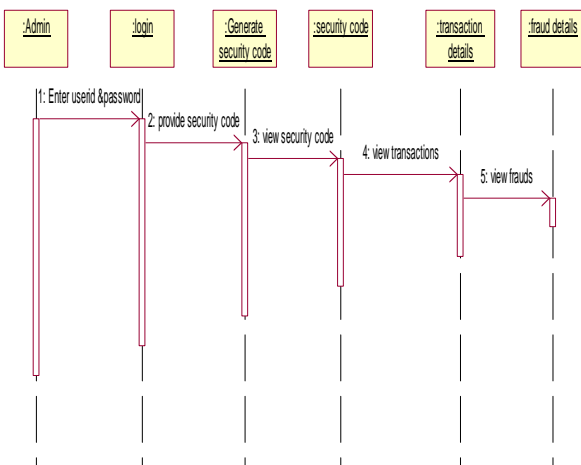 :Admin
:login
:Generate
security code
:security code
:transaction
details
:fraud details
1: Enter userid &password
2: provide security code
3: view security code
4: view transactions
5: view frauds